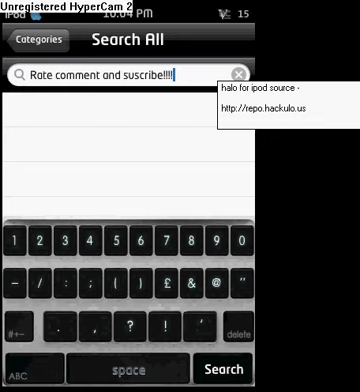 Unregistered HyperCam 2
iPod 10:04 PM 15
Categories Search All
Rate comment and suscribe!!!!
halo for ipod source -
http://repo.hackulo.us
1 2 3 4 5 6 7 8 9 0
– / : ; ( ) £ & @ "
#+= . , ? ! ' delete
ABC space Search